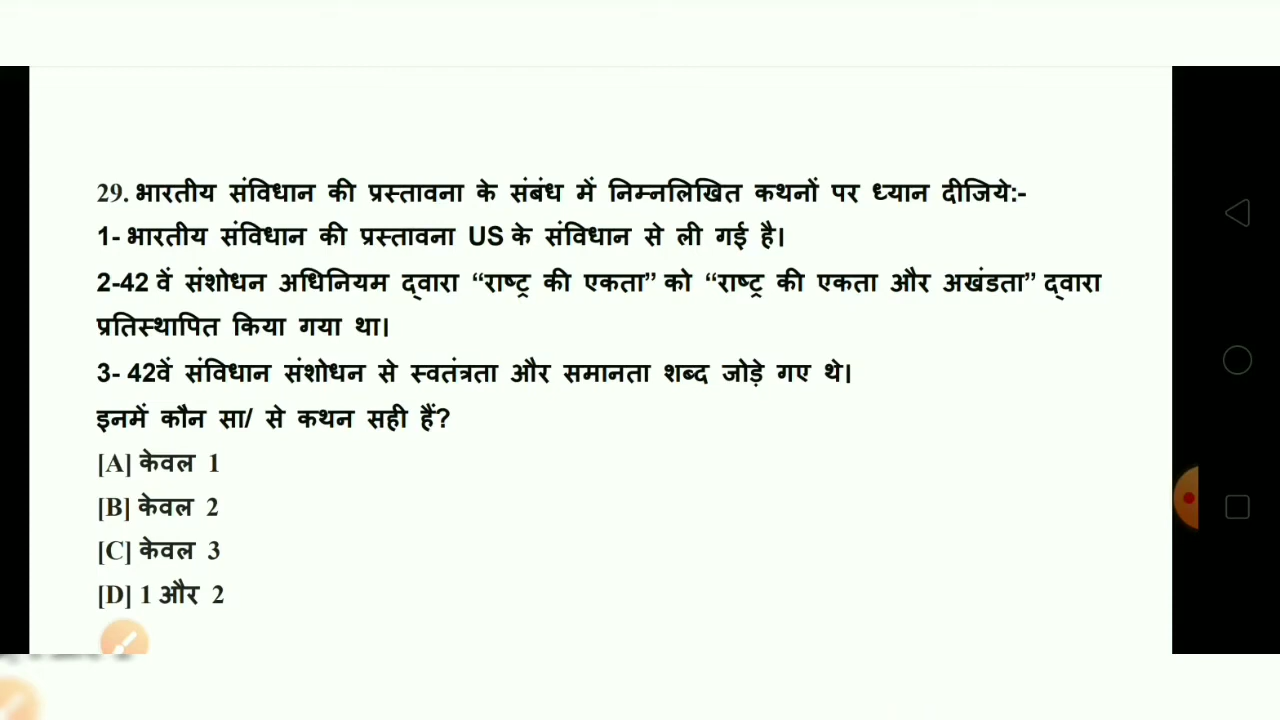 29. भारतीय संविधान की प्रस्तावना के संबंध में निम्नलिखित कथनों पर ध्यान दीजिये:-
1- भारतीय संविधान की प्रस्तावना US के संविधान से ली गई है।
2-42 वें संशोधन अधिनियम द्वारा “राष्ट्र की एकता” को “राष्ट्र की एकता और अखंडता” द्वारा
प्रतिस्थापित किया गया था।
3- 42वें संविधान संशोधन से स्वतंत्रता और समानता शब्द जोड़े गए थे।
इनमें कौन सा/ से कथन सही हैं?
[A] केवल 1
[B] केवल 2
[C] केवल 3
[D] 1 और 2